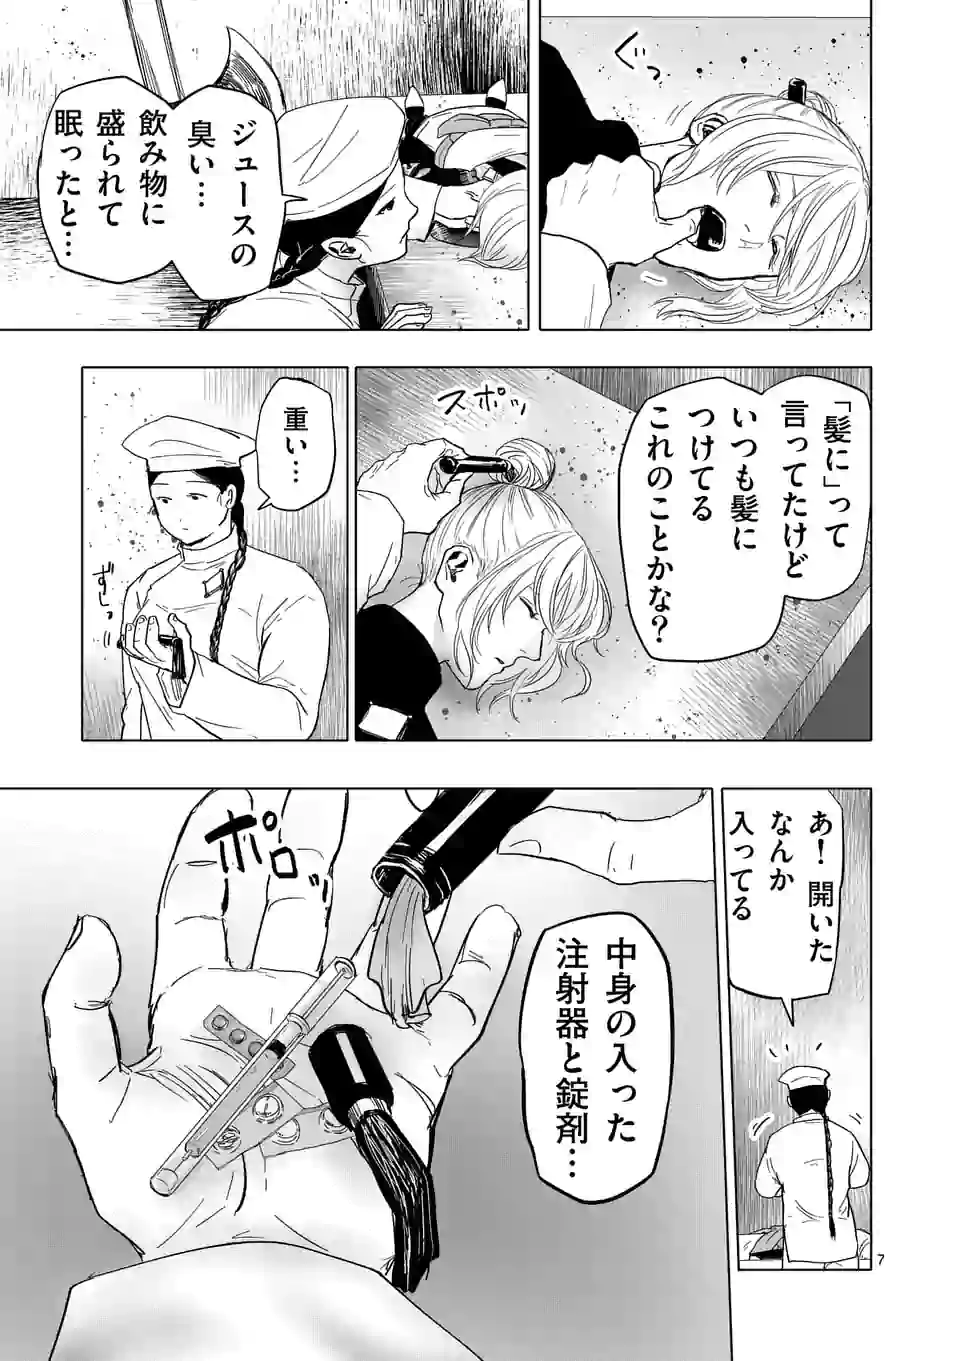 ぐっ
ジュースの
臭い…
飲み物に
盛られて
眠ったと…
「髪に」って
言ってたけど
いつも髪に
つけてる
これのことかな?
スポッ
重い…
ずしっ
あ! 開いた
なんか
入ってる
ポロッ
中身の入った
注射器と錠剤…
7